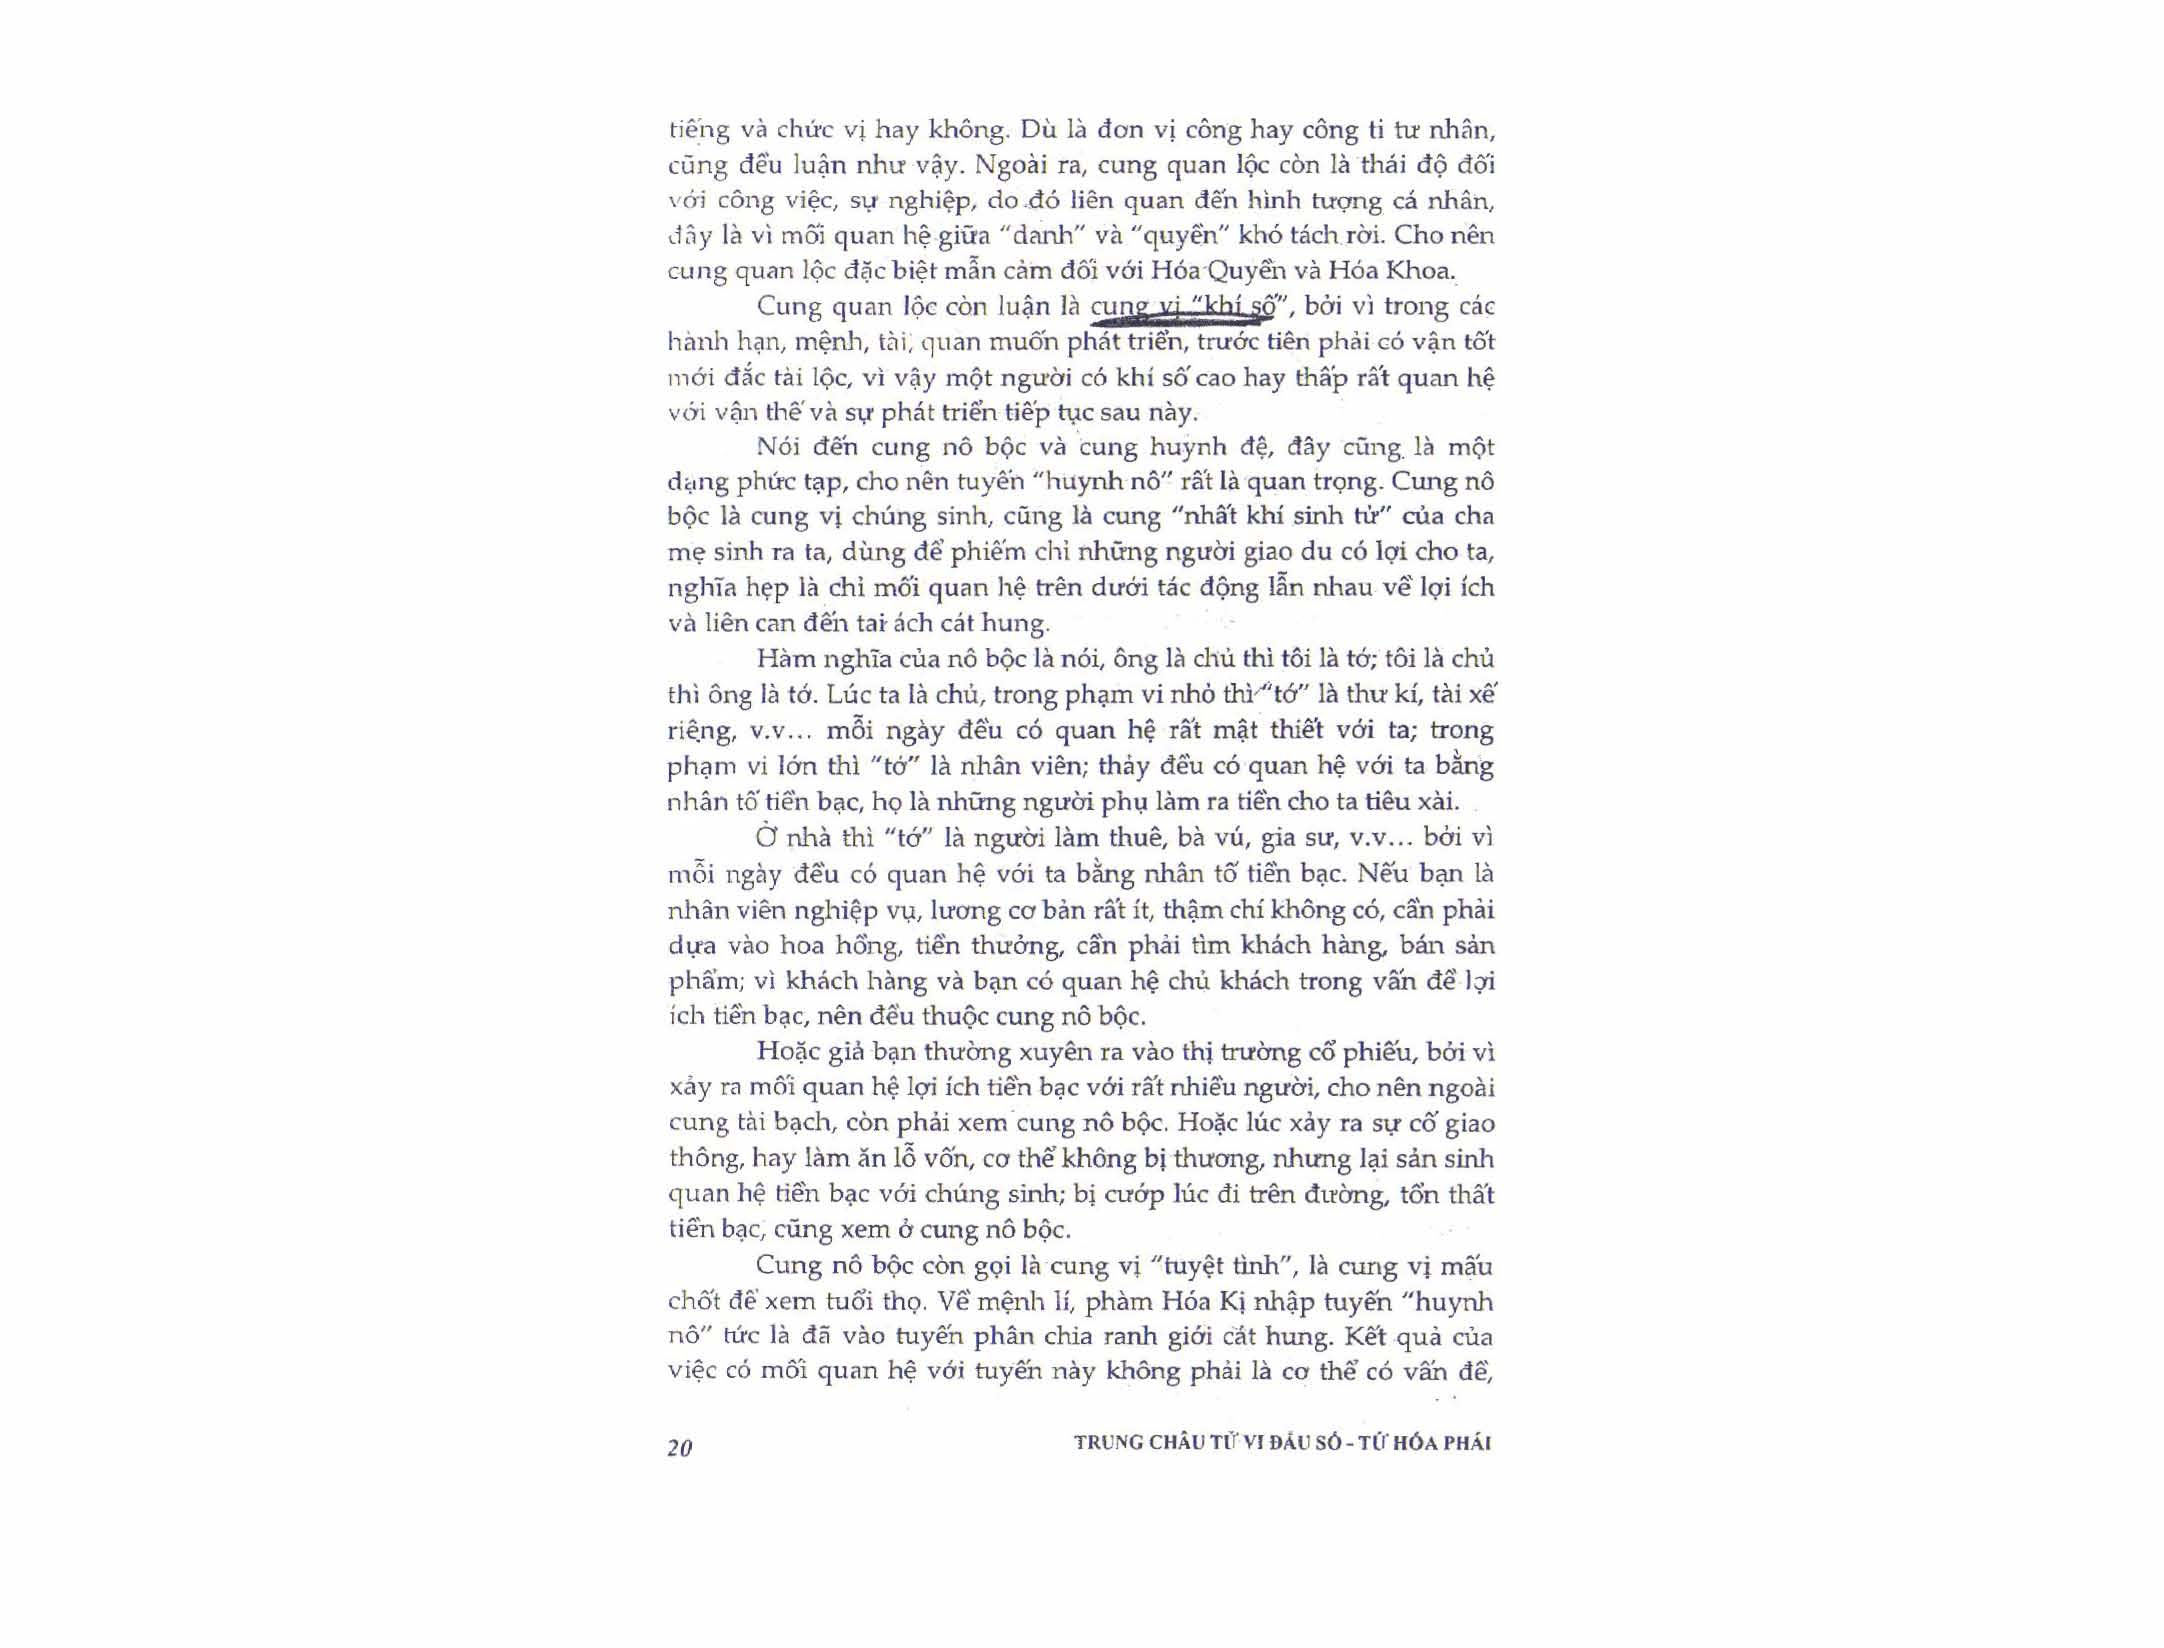 tiếng và chức vị hay không. Dù là đơn vị công hay công ti tư nhân,
cũng đều luận như vậy. Ngoài ra, cung quan lộc còn là thái độ đối
với công việc, sự nghiệp, do đó liên quan đến hình tượng cá nhân,
đây là vì mối quan hệ giữa "danh" và "quyền" khó tách rời. Cho nên
cung quan lộc đặc biệt mẫn cảm đối với Hóa Quyền và Hóa Khoa.
Cung quan lộc còn luận là cung vị "khí số", bởi vì trong các
hành hạn, mệnh, tài, quan muốn phát triển, trước tiên phải có vận tốt
mới đắc tài lộc, vì vậy một người có khí số cao hay thấp rất quan hệ
với vận thế và sự phát triển tiếp tục sau này.
Nói đến cung nô bộc và cung huynh đệ, đây cũng là một
dạng phức tạp, cho nên tuyến "huynh nô" rất là quan trọng. Cung nô
bộc là cung vị chúng sinh, cũng là cung "nhất khí sinh tử" của cha
mẹ sinh ra ta, dùng để phiếm chỉ những người giao du có lợi cho ta,
nghĩa hẹp là chỉ mối quan hệ trên dưới tác động lẫn nhau về lợi ích
và liên can đến tai ách cát hung.
Hàm nghĩa của nô bộc là nói, ông là chủ thì tôi là tớ; tôi là chủ
thì ông là tớ. Lúc ta là chủ, trong phạm vi nhỏ thì "tớ" là thư kí, tài xế
riêng, v.v... mỗi ngày đều có quan hệ rất mật thiết với ta; trong
phạm vi lớn thì "tớ" là nhân viên; thảy đều có quan hệ với ta bằng
nhân tố tiền bạc, họ là những người phụ làm ra tiền cho ta tiêu xài.
Ở nhà thì "tớ" là người làm thuê, bà vú, gia sư, v.v... bởi vì
mỗi ngày đều có quan hệ với ta bằng nhân tố tiền bạc. Nếu bạn là
nhân viên nghiệp vụ, lương cơ bản rất ít, thậm chí không có, cần phải
dựa vào hoa hồng, tiền thưởng, cần phải tìm khách hàng, bán sản
phẩm; vì khách hàng và bạn có quan hệ chủ khách trong vấn đề lợi
ích tiền bạc, nên đều thuộc cung nô bộc.
Hoặc giả bạn thường xuyên ra vào thị trường cổ phiếu, bởi vì
xảy ra mối quan hệ lợi ích tiền bạc với rất nhiều người, cho nên ngoài
cung tài bạch, còn phải xem cung nô bộc. Hoặc lúc xảy ra sự cố giao
thông, hay làm ăn lỗ vốn, cơ thể không bị thương, nhưng lại sản sinh
quan hệ tiền bạc với chúng sinh; bị cướp lúc đi trên đường, tổn thất
tiền bạc, cũng xem ở cung nô bộc.
Cung nô bộc còn gọi là cung vị "tuyệt tình", là cung vị mấu
chốt để xem tuổi thọ. Về mệnh lí, phàm Hóa Kị nhập tuyến "huynh
nô" tức là đã vào tuyến phân chia ranh giới cát hung. Kết quả của
việc có mối quan hệ với tuyến này không phải là cơ thể có vấn đề,
20 TRUNG CHÂU TỬ VI ĐẨU SỐ - TỨ HÓA PHÁI